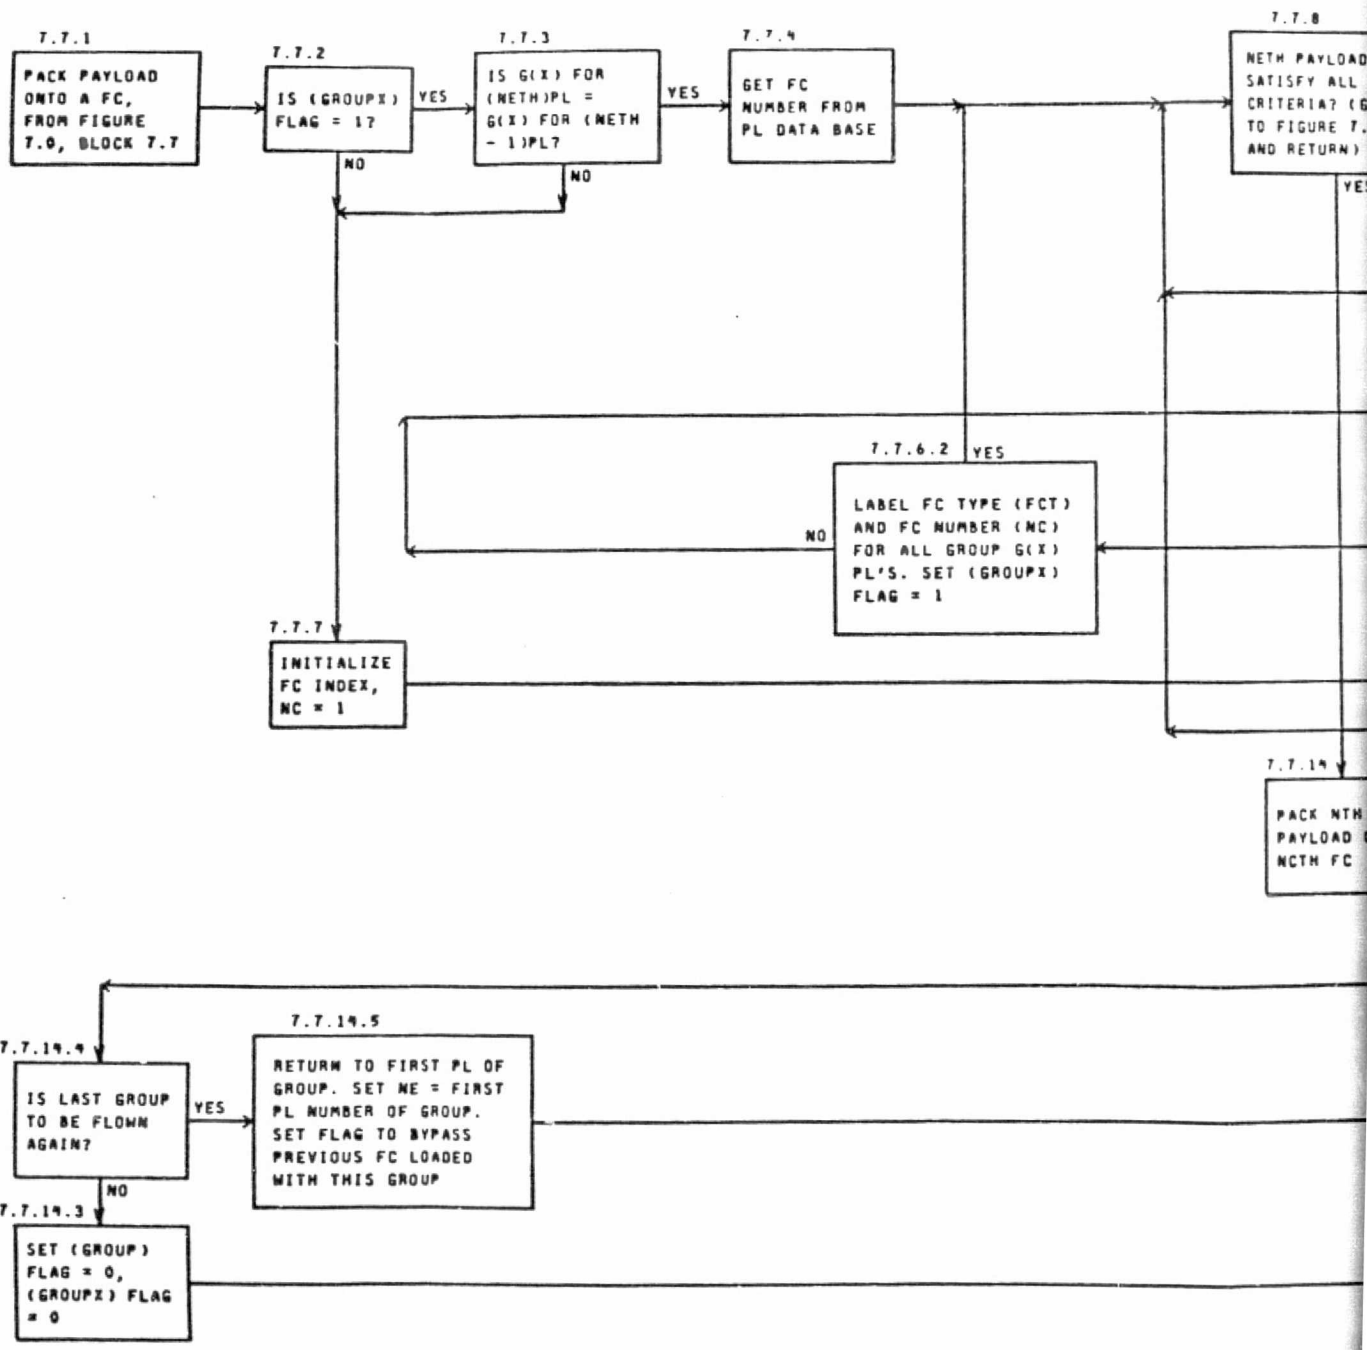 7.7.1
PACK PAYLOAD
ONTO A FC,
FROM FIGURE
7.0, BLOCK 7.7
7.7.2
IS (GROUPX)
FLAG = 1?
YES
NO
7.7.3
IS G(X) FOR
(NETH)PL =
G(X) FOR (NETH
- 1)PL?
YES
NO
7.7.4
GET FC
NUMBER FROM
PL DATA BASE
7.7.8
NETH PAYLOAD
SATISFY ALL
CRITERIA? (G
TO FIGURE 7.
AND RETURN)
YES
7.7.6.2
YES
LABEL FC TYPE (FCT)
AND FC NUMBER (NC)
FOR ALL GROUP G(X)
PL'S. SET (GROUPX)
FLAG = 1
NO
7.7.7
INITIALIZE
FC INDEX,
NC = 1
7.7.14
PACK NTH
PAYLOAD
NCTH FC
7.7.14.4
IS LAST GROUP
TO BE FLOWN
AGAIN?
YES
NO
7.7.14.5
RETURN TO FIRST PL OF
GROUP. SET NE = FIRST
PL NUMBER OF GROUP.
SET FLAG TO BYPASS
PREVIOUS FC LOADED
WITH THIS GROUP
7.7.14.3
SET (GROUP)
FLAG = 0,
(GROUPX) FLAG
= 0